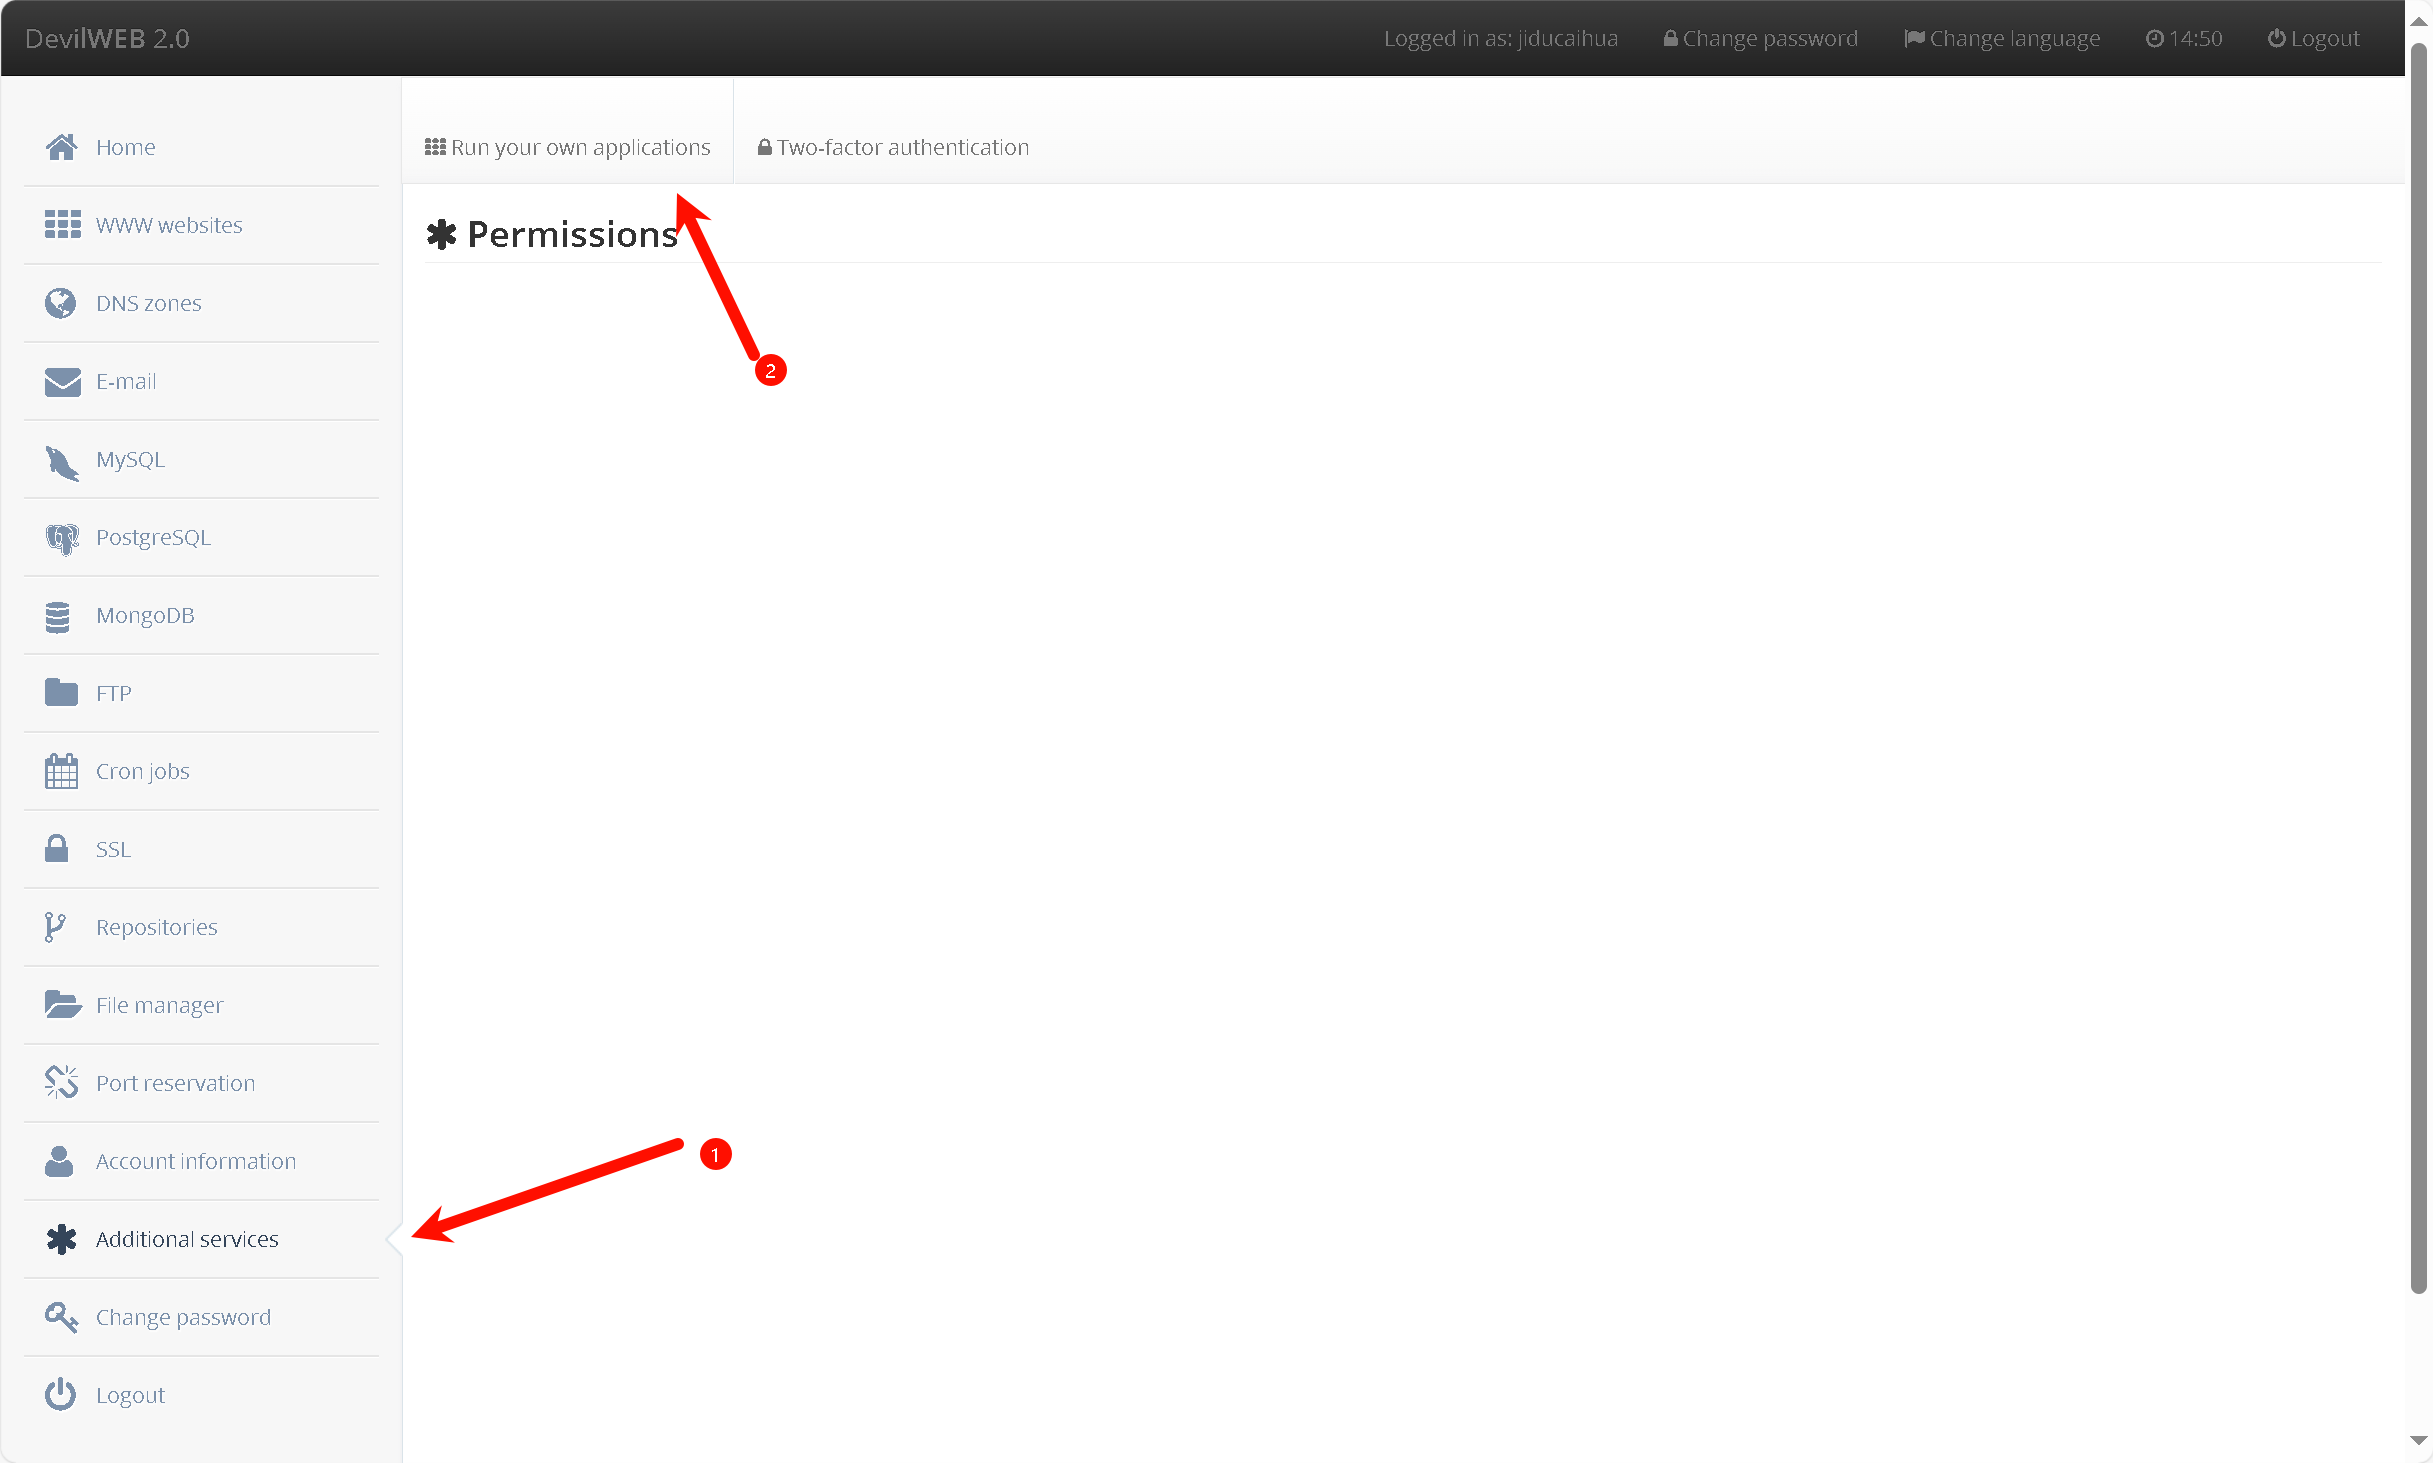 DevilWEB 2.0
Logged in as: jiducaihua
Change password
Change language
14:50
Logout
Home
WWW websites
DNS zones
E-mail
MySQL
PostgreSQL
MongoDB
FTP
Cron jobs
SSL
Repositories
File manager
Port reservation
Account information
Additional services
Change password
Logout
Run your own applications
Two-factor authentication
Permissions
2
1